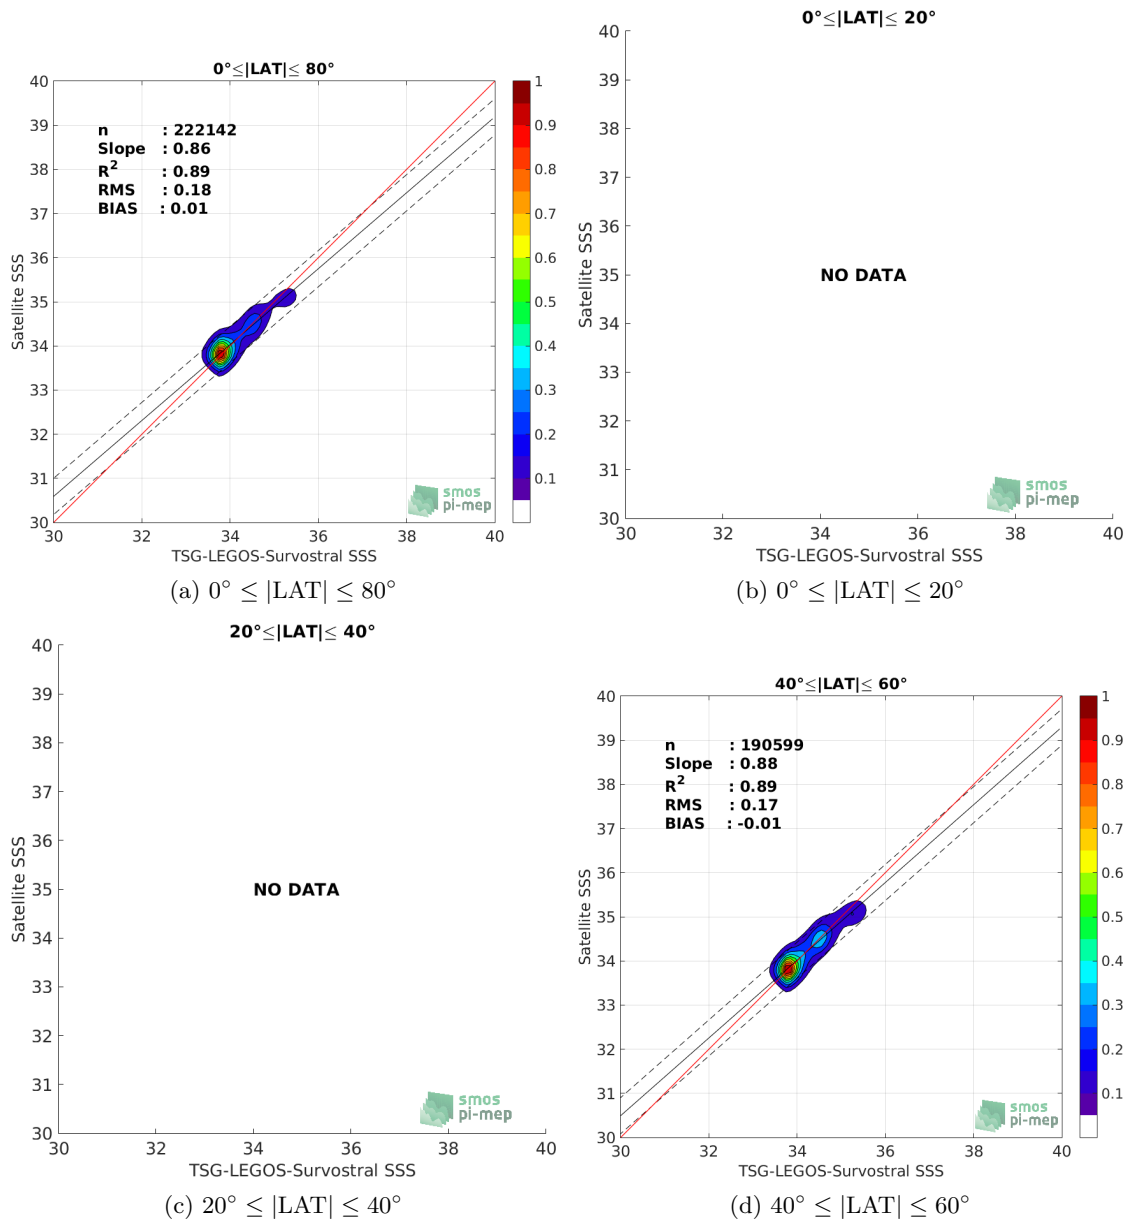 0°≤|LAT|≤ 80°
n : 222142
Slope : 0.86
R² : 0.89
RMS : 0.18
BIAS : 0.01
40
39
38
37
36
35
34
33
32
31
30
30 32 34 36 38 40
Satellite SSS
TSG-LEGOS-Survostral SSS
1
0.9
0.8
0.7
0.6
0.5
0.4
0.3
0.2
0.1
smos
pi-mep
(a) 0° ≤ |LAT| ≤ 80°
0°≤|LAT|≤ 20°
40
39
38
37
36
35
34
33
32
31
30
30 32 34 36 38 40
Satellite SSS
NO DATA
TSG-LEGOS-Survostral SSS
smos
pi-mep
(b) 0° ≤ |LAT| ≤ 20°
20°≤|LAT|≤ 40°
40
39
38
37
36
35
34
33
32
31
30
30 32 34 36 38 40
Satellite SSS
NO DATA
TSG-LEGOS-Survostral SSS
smos
pi-mep
(c) 20° ≤ |LAT| ≤ 40°
40°≤|LAT|≤ 60°
n : 190599
Slope : 0.88
R² : 0.89
RMS : 0.17
BIAS : -0.01
40
39
38
37
36
35
34
33
32
31
30
30 32 34 36 38 40
Satellite SSS
TSG-LEGOS-Survostral SSS
1
0.9
0.8
0.7
0.6
0.5
0.4
0.3
0.2
0.1
smos
pi-mep
(d) 40° ≤ |LAT| ≤ 60°